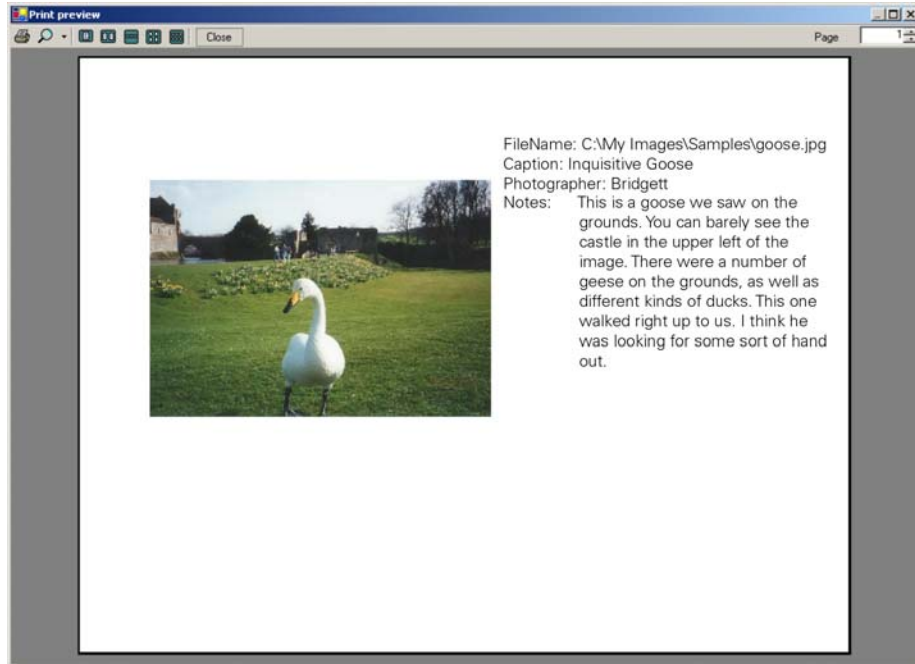 Print preview
Close
Page
1
FileName: C:\My Images\Samples\goose.jpg
Caption: Inquisitive Goose
Photographer: Bridgett
Notes: This is a goose we saw on the
grounds. You can barely see the
castle in the upper left of the
image. There were a number of
geese on the grounds, as well as
different kinds of ducks. This one
walked right up to us. I think he
was looking for some sort of hand
out.